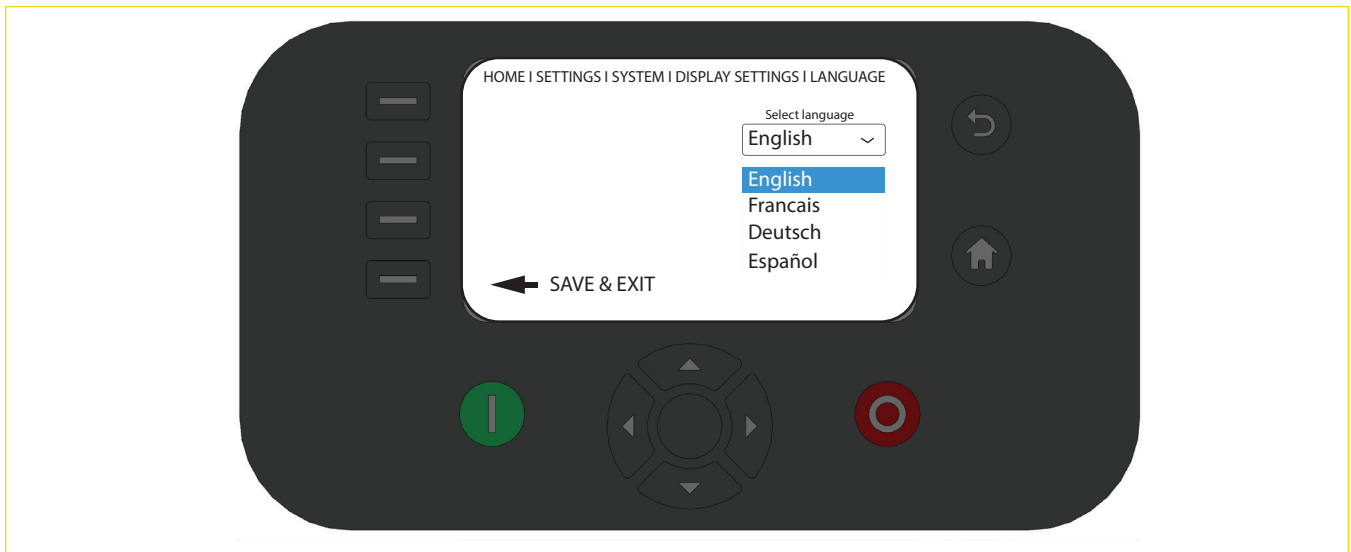 HOME I SETTINGS I SYSTEM I DISPLAY SETTINGS I LANGUAGE
Select language
English
English
Francais
Deutsch
Español
SAVE & EXIT